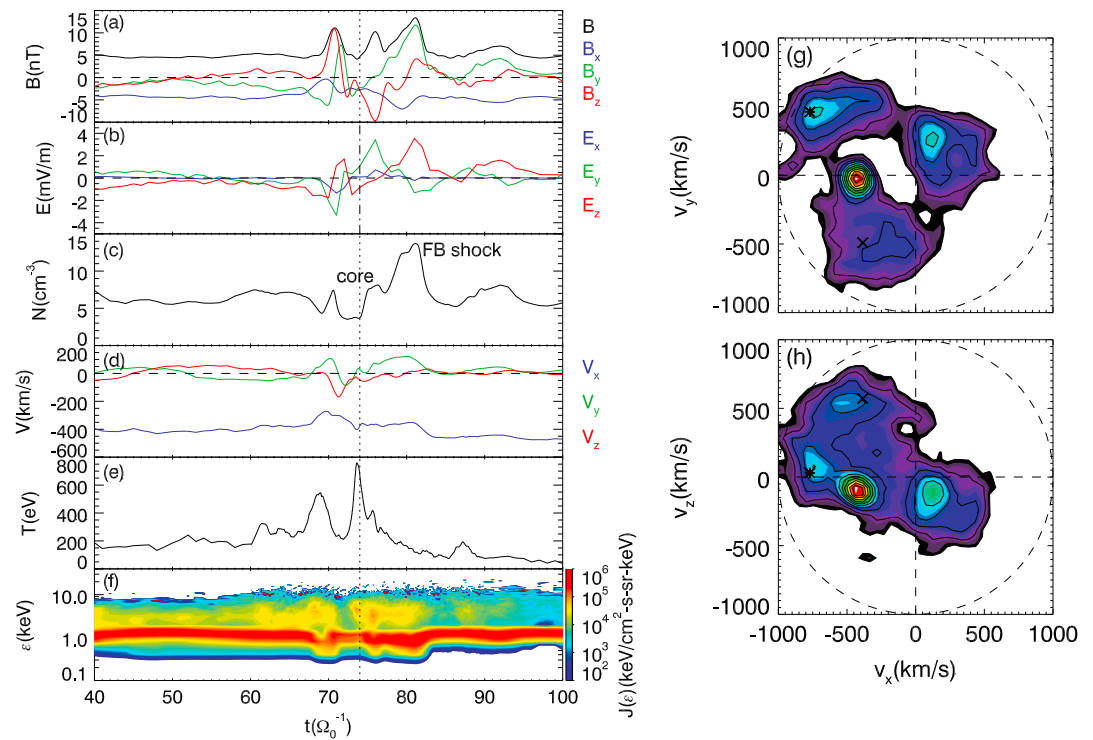 (a)
15
10
5
0
-5
-10
B(nT)
B
Bx
By
Bz
(b)
4
2
0
-2
-4
E(mV/m)
Ex
Ey
Ez
(c)
15
10
5
0
N(cm⁻³)
core
FB shock
(d)
200
0
-200
-400
-600
V(km/s)
Vx
Vy
Vz
(e)
800
600
400
200
0
T(eV)
(f)
10.0
1.0
0.1
ε(keV)
10⁶
10⁵
10⁴
10³
10²
J(ε)(keV/cm²-s-sr-keV)
40 50 60 70 80 90 100
t(Ω₀⁻¹)
(g)
1000
500
0
-500
-1000
vy(km/s)
(h)
1000
500
0
-500
-1000
vz(km/s)
-1000 -500 0 500 1000
vx(km/s)